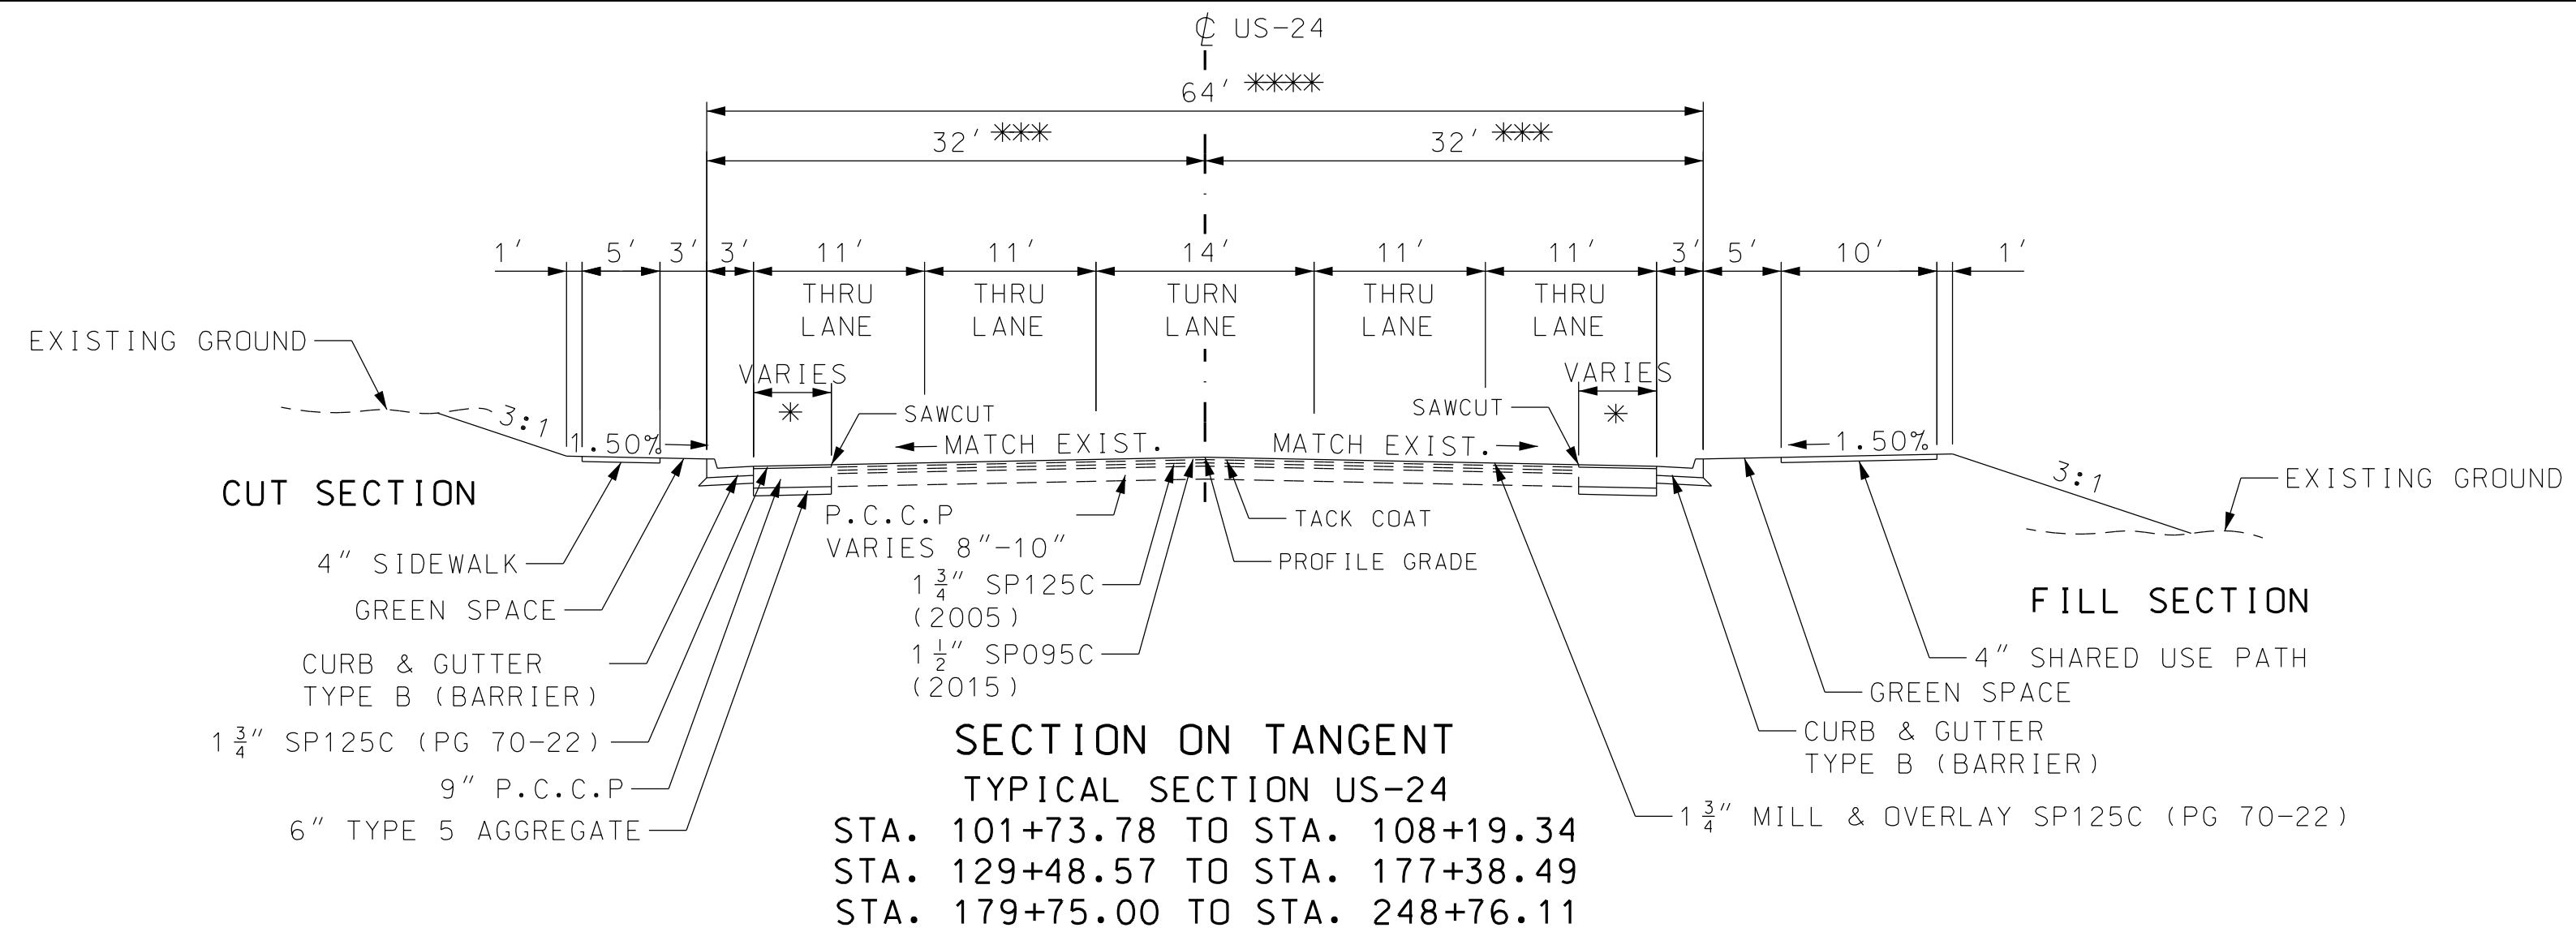 ℄ US-24
64' ****
32' ***
32' ***
1'
5'
3'
3'
11'
11'
14'
11'
11'
3'
5'
10'
1'
THRU
LANE
THRU
LANE
TURN
LANE
THRU
LANE
THRU
LANE
EXISTING GROUND
VARIES
*
VARIES
*
SAWCUT
SAWCUT
3:1
1.50%
MATCH EXIST.
MATCH EXIST.
1.50%
3:1
EXISTING GROUND
CUT SECTION
P.C.C.P
VARIES 8"-10"
TACK COAT
PROFILE GRADE
4" SIDEWALK
GREEN SPACE
1 3/4" SP125C
(2005)
1 1/2" SP095C
(2015)
FILL SECTION
4" SHARED USE PATH
GREEN SPACE
CURB & GUTTER
TYPE B (BARRIER)
CURB & GUTTER
TYPE B (BARRIER)
1 3/4" SP125C (PG 70-22)
9" P.C.C.P
6" TYPE 5 AGGREGATE
1 3/4" MILL & OVERLAY SP125C (PG 70-22)
SECTION ON TANGENT
TYPICAL SECTION US-24
STA. 101+73.78 TO STA. 108+19.34
STA. 129+48.57 TO STA. 177+38.49
STA. 179+75.00 TO STA. 248+76.11